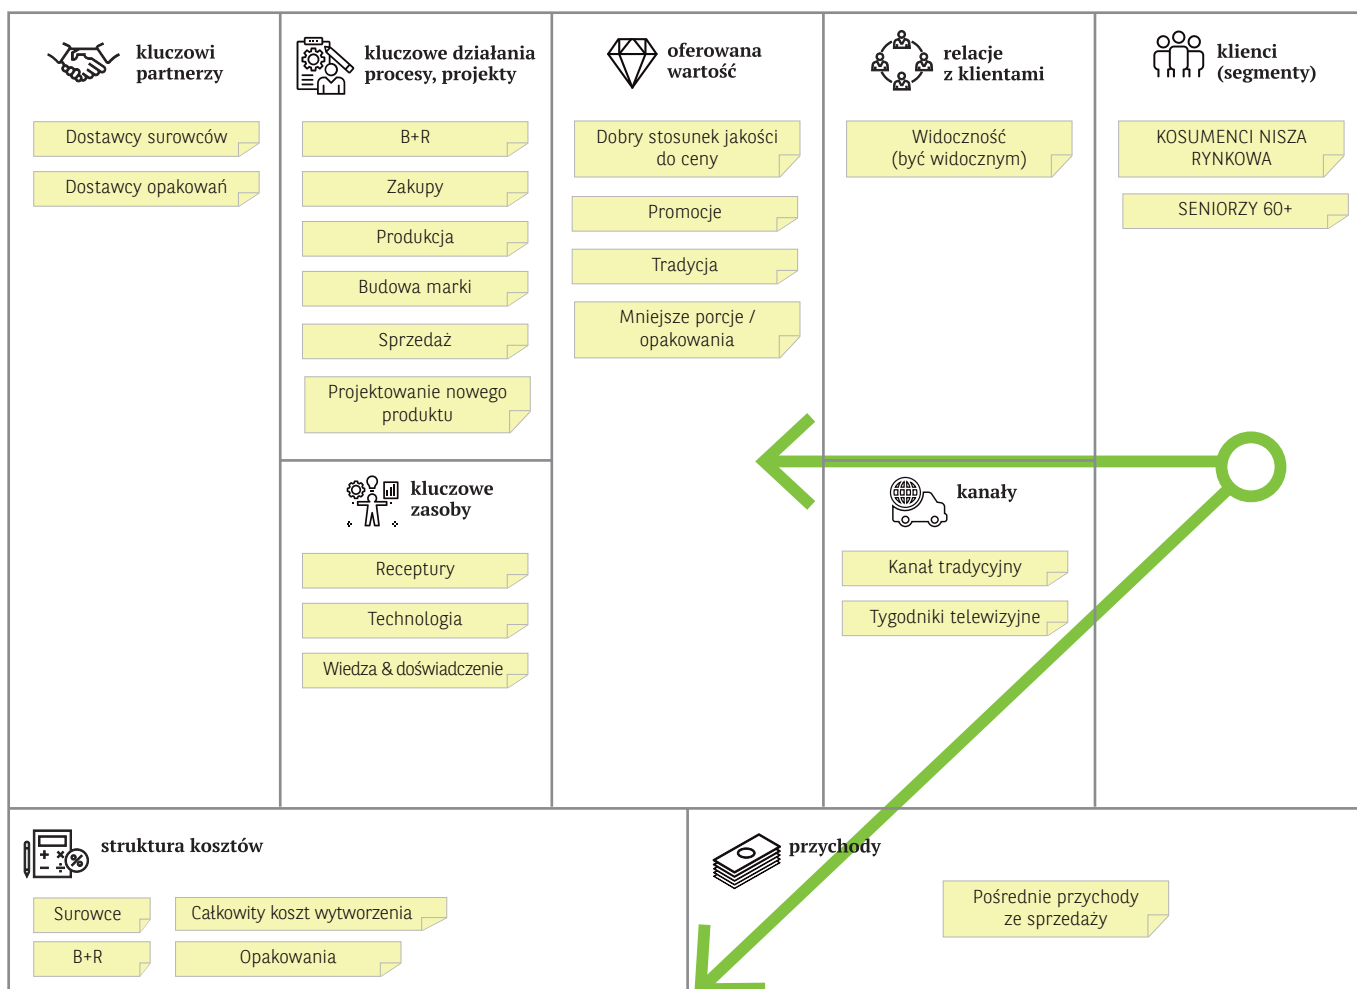 kluczowi
partnerzy
Dostawcy surowców
Dostawcy opakowań
kluczowe działania
procesy, projekty
B+R
Zakupy
Produkcja
Budowa marki
Sprzedaż
Projektowanie nowego
produktu
kluczowe
zasoby
Receptury
Technologia
Wiedza & doświadczenie
oferowana
wartość
Dobry stosunek jakości
do ceny
Promocje
Tradycja
Mniejsze porcje /
opakowania
relacje
z klientami
Widoczność
(być widocznym)
kanały
Kanał tradycyjny
Tygodniki telewizyjne
klienci
(segmenty)
KOSUMENCI NISZA
RYNKOWA
SENIORZY 60+
struktura kosztów
Surowce
Całkowity koszt wytworzenia
B+R
Opakowania
przychody
Pośrednie przychody
ze sprzedaży